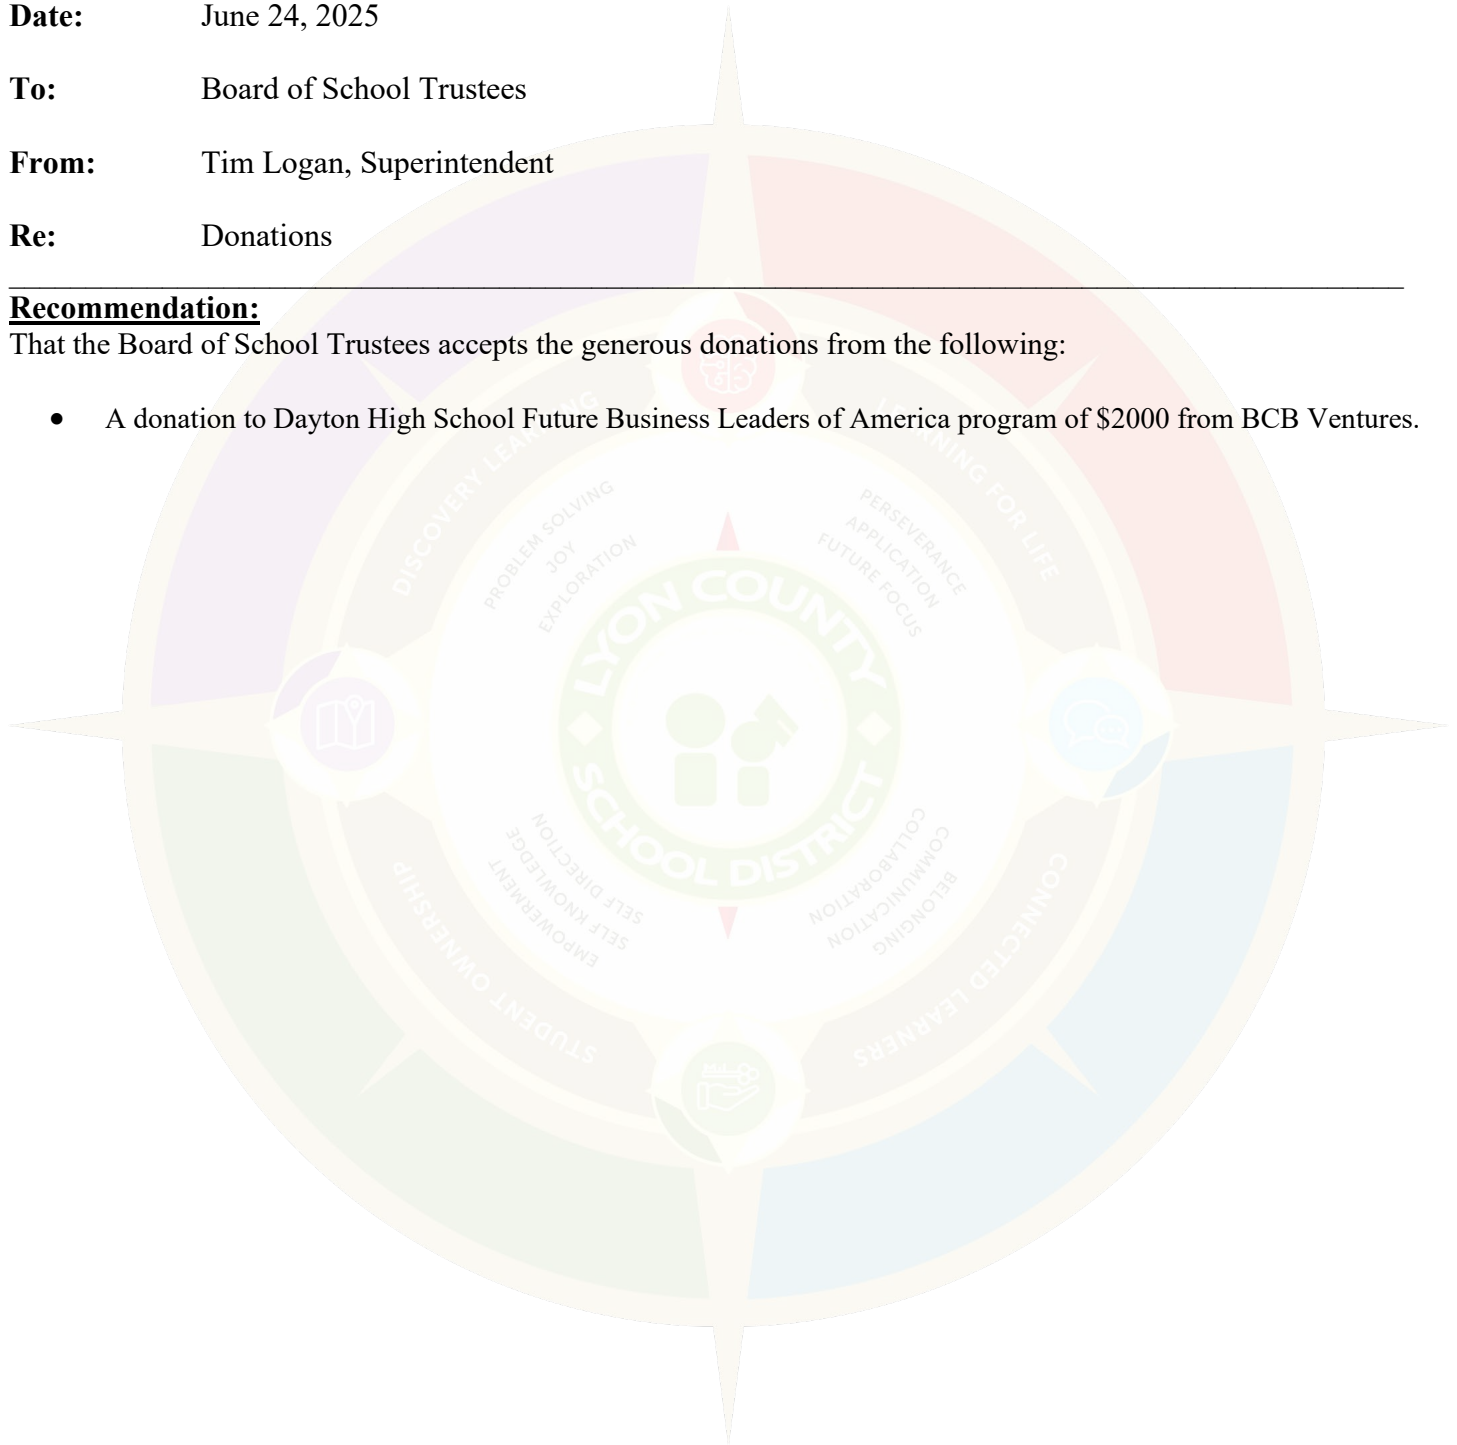 Date: June 24, 2025
To: Board of School Trustees
From: Tim Logan, Superintendent
Re: Donations
Recommendation:
That the Board of School Trustees accepts the generous donations from the following:
• A donation to Dayton High School Future Business Leaders of America program of $2000 from BCB Ventures.
DISCOVERY LEARNING
LEARNING FOR LIFE
PROBLEM SOLVING
JOY
EXPLORATION
PERSEVERANCE
APPLICATION
FUTURE FOCUS
LYON COUNTY
SCHOOL DISTRICT
SELF DIRECTION
SELF KNOWLEDGE
EMPOWERMENT
COLLABORATION
COMMUNICATION
BELONGING
STUDENT OWNERSHIP
CONNECTED LEARNERS